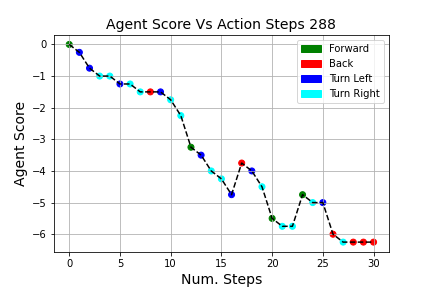 Agent Score Vs Action Steps 288
Forward
Back
Turn Left
Turn Right
Agent Score
0
−1
−2
−3
−4
−5
−6
0 5 10 15 20 25 30
Num. Steps